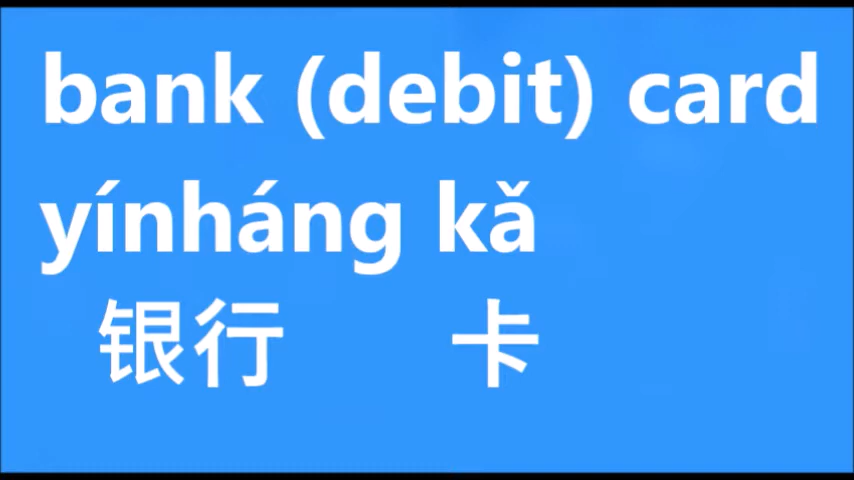 bank (debit) card
yínháng kǎ
银行 卡